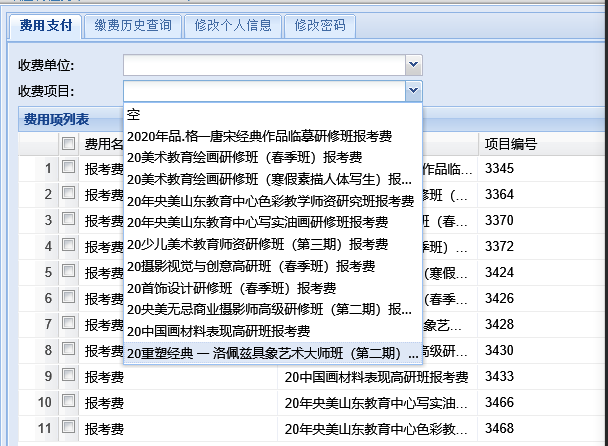 费用支付 缴费历史查询 修改个人信息 修改密码
收费单位:
收费项目:
空
2020年品.格一唐宋经典作品临摹研修班报考费
20美术教育绘画研修班（春季班）报考费
20美术教育绘画研修班（寒假素描人体写生）报...
20年央美山东教育中心色彩教学师资研究班报考费
20年央美山东教育中心写实油画研修班报考费
20少儿美术教育师资研修班（第三期）报考费
20摄影视觉与创意高研班（春季班）报考费
20首饰设计研修班（春季班）报考费
20央美无忌商业摄影师高级研修班（第二期）报...
20中国画材料表现高研班报考费
20重塑经典 — 洛佩兹具象艺术大师班（第二期）...
费用项列表
费用名 项目编号
1 报考费 作品临... 3345
2 报考费 修班（... 3364
3 报考费 （春... 3370
4 报考费 季班）... 3372
5 报考费 （寒假... 3424
6 报考费 （春... 3426
7 报考费 象艺... 3428
8 报考费 高级研... 3430
9 报考费 20中国画材料表现高研班报考费 3433
10 报考费 20年央美山东教育中心写实油... 3466
11 报考费 20年央美山东教育中心色彩教... 3468